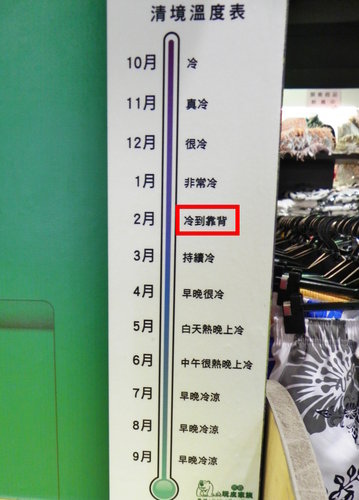 清境溫度表
10月 冷
11月 真冷
12月 很冷
1月 非常冷
2月 冷到靠背
3月 持續冷
4月 早晚很冷
5月 白天熱晚上冷
6月 中午很熱晚上冷
7月 早晚冷涼
8月 早晚冷涼
9月 早晚冷涼